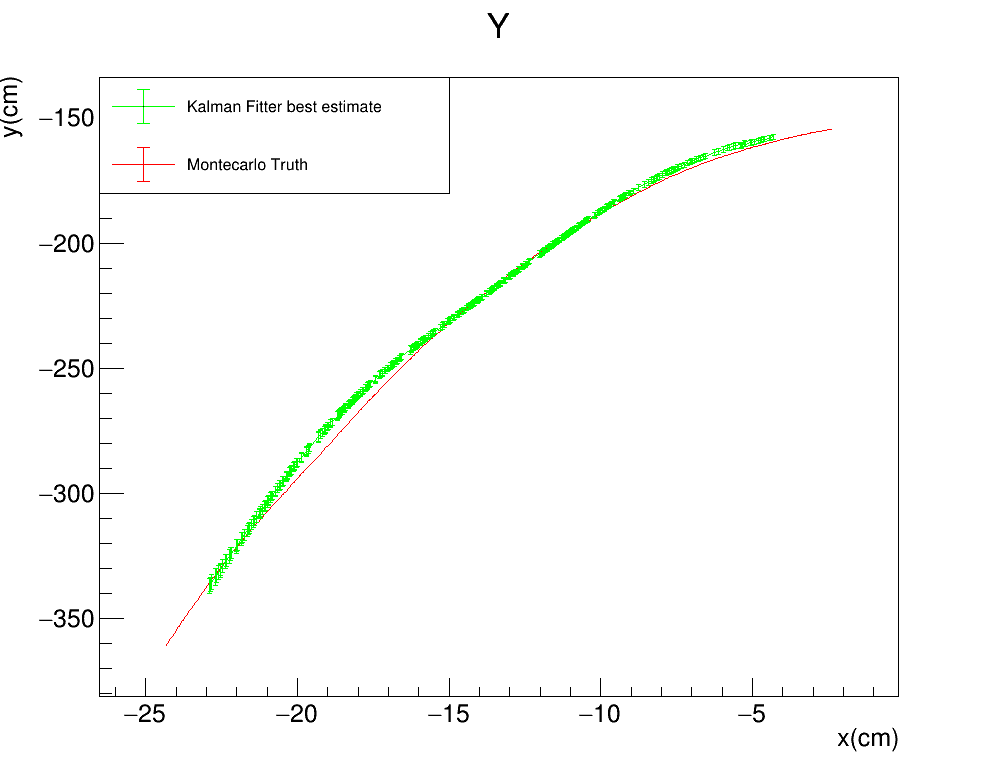 Y
y(cm)
Kalman Fitter best estimate
Montecarlo Truth
−150
−200
−250
−300
−350
−25
−20
−15
−10
−5
x(cm)